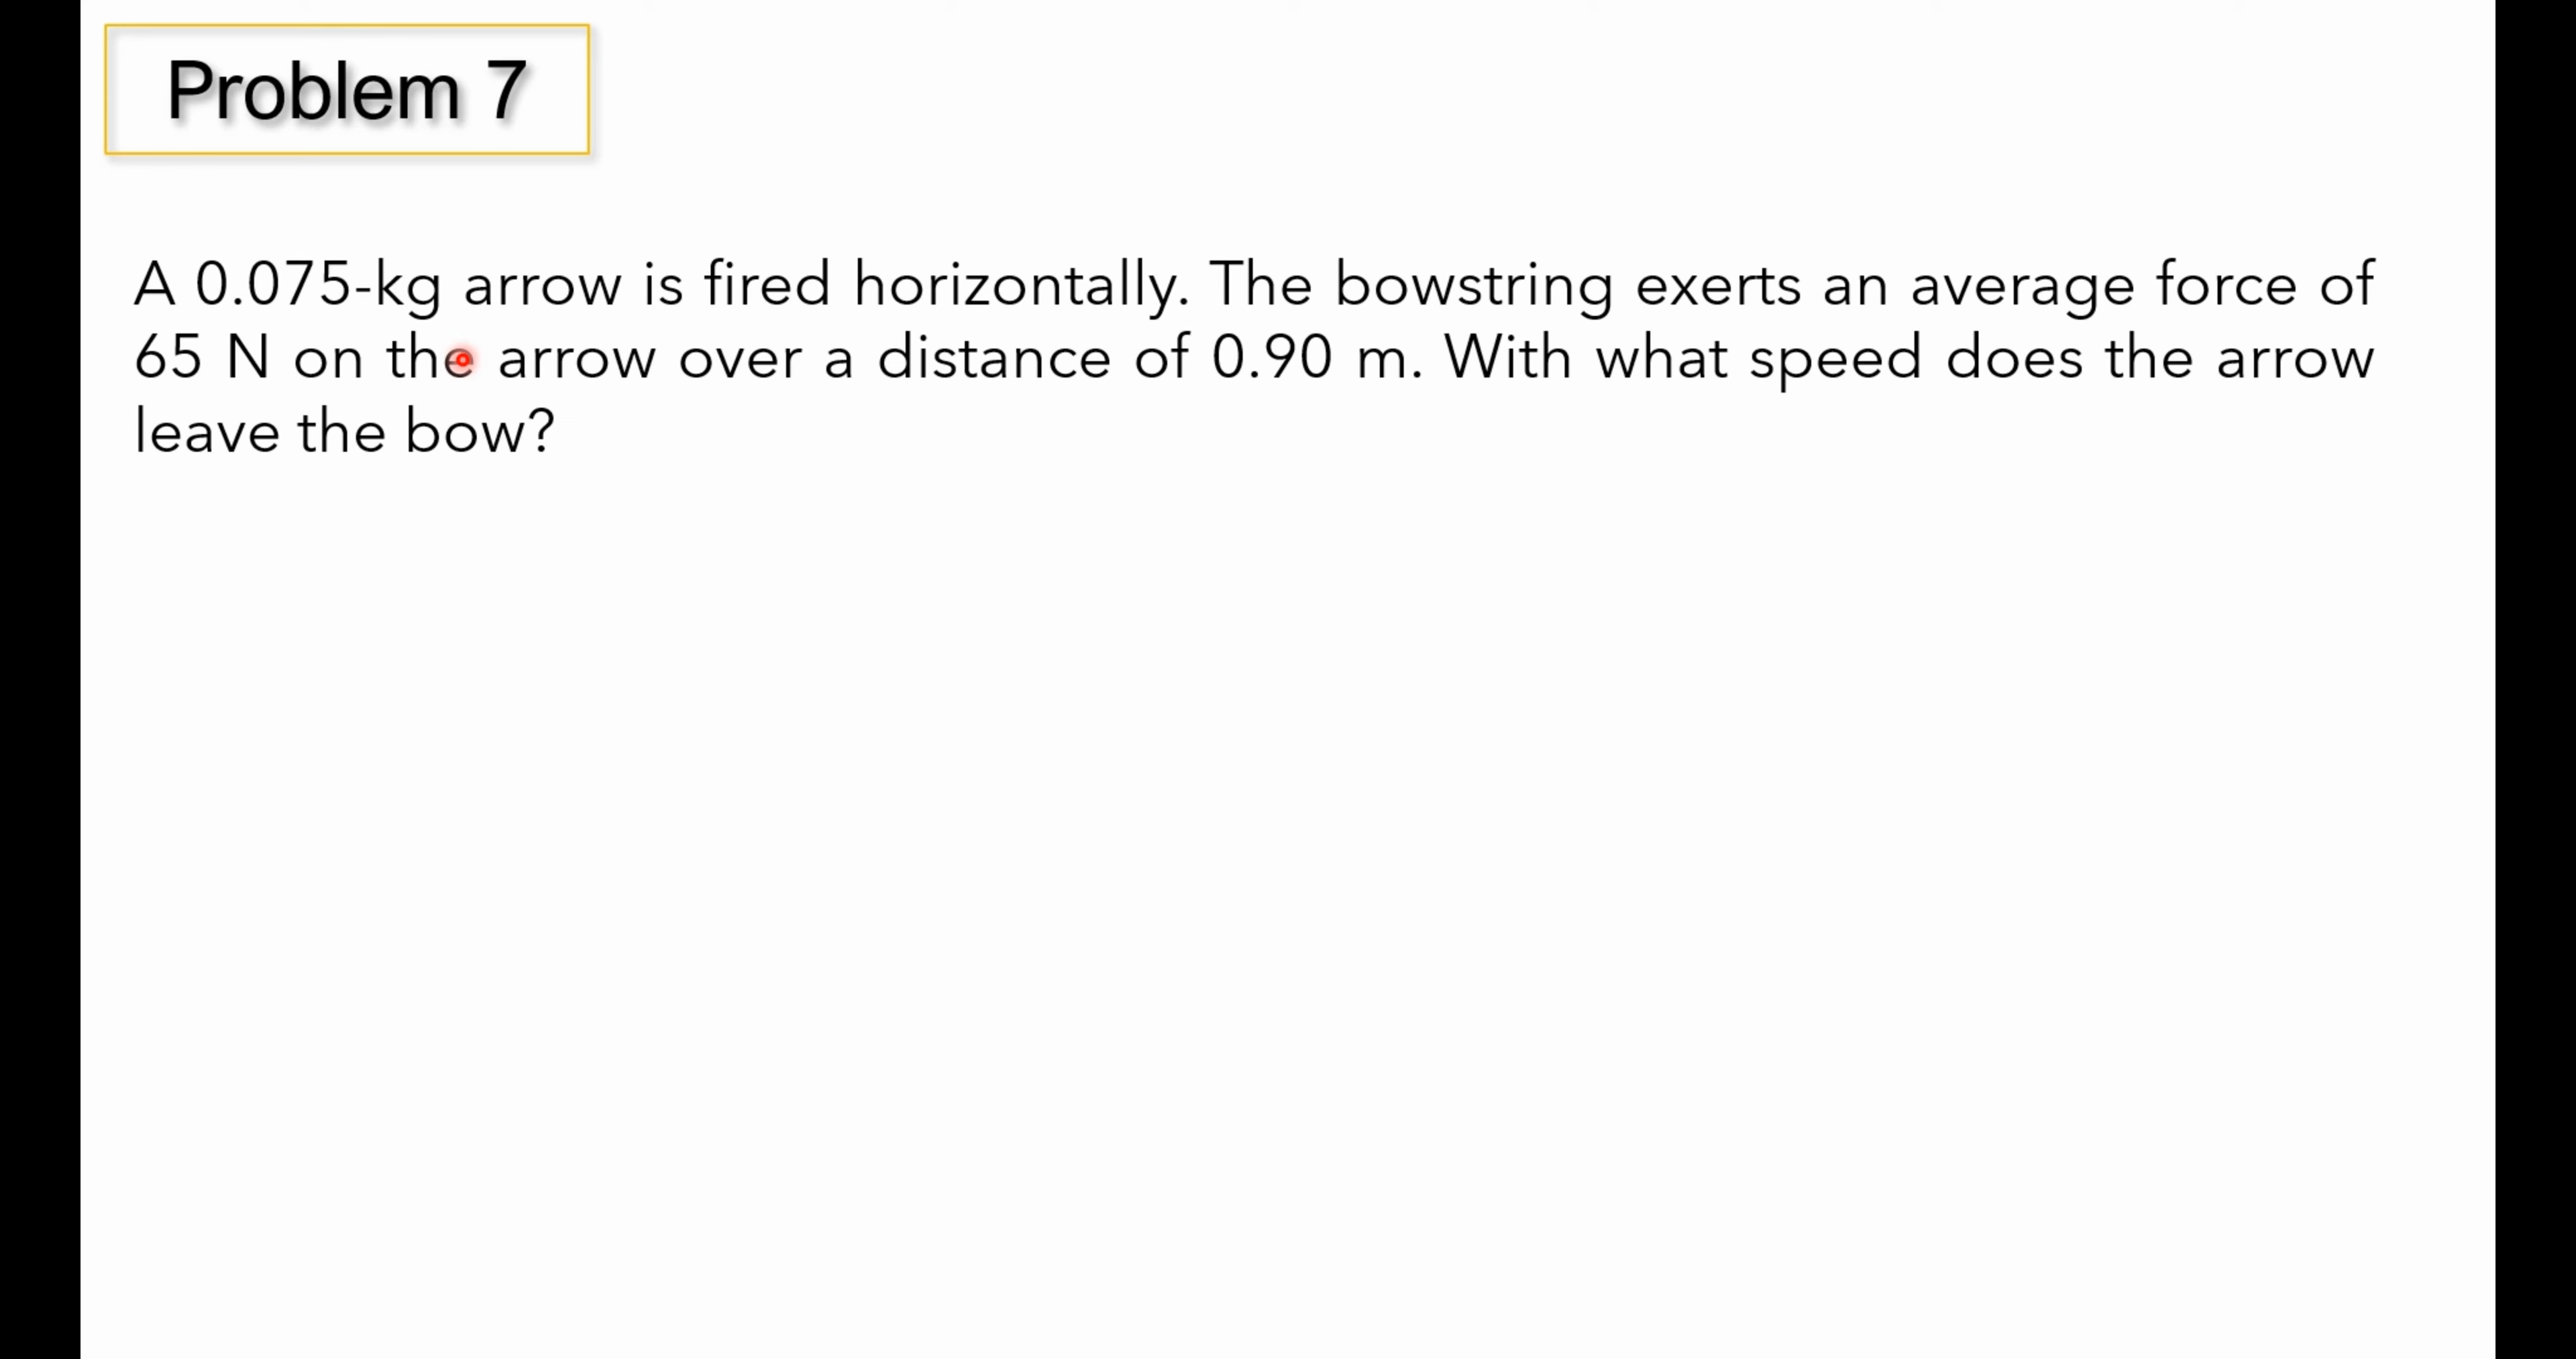 Problem 7
A 0.075-kg arrow is fired horizontally. The bowstring exerts an average force of
65 N on the arrow over a distance of 0.90 m. With what speed does the arrow
leave the bow?